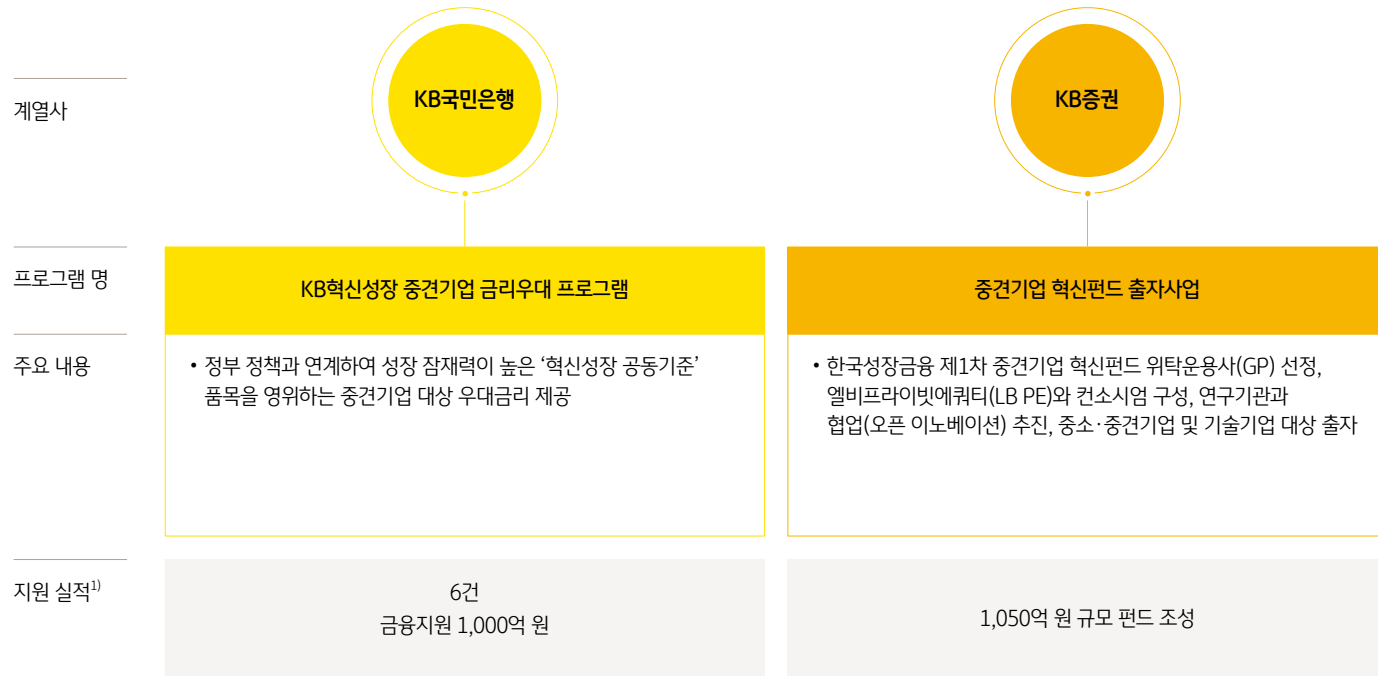 계열사
KB국민은행
KB증권
프로그램 명
KB혁신성장 중견기업 금리우대 프로그램
중견기업 혁신펀드 출자사업
주요 내용
• 정부 정책과 연계하여 성장 잠재력이 높은 ‘혁신성장 공동기준’
품목을 영위하는 중견기업 대상 우대금리 제공
• 한국성장금융 제1차 중견기업 혁신펀드 위탁운용사(GP) 선정,
엘비프라이빗에쿼티(LB PE)와 컨소시엄 구성, 연구기관과
협업(오픈 이노베이션) 추진, 중소·중견기업 및 기술기업 대상 출자
지원 실적1)
6건
금융지원 1,000억 원
1,050억 원 규모 펀드 조성